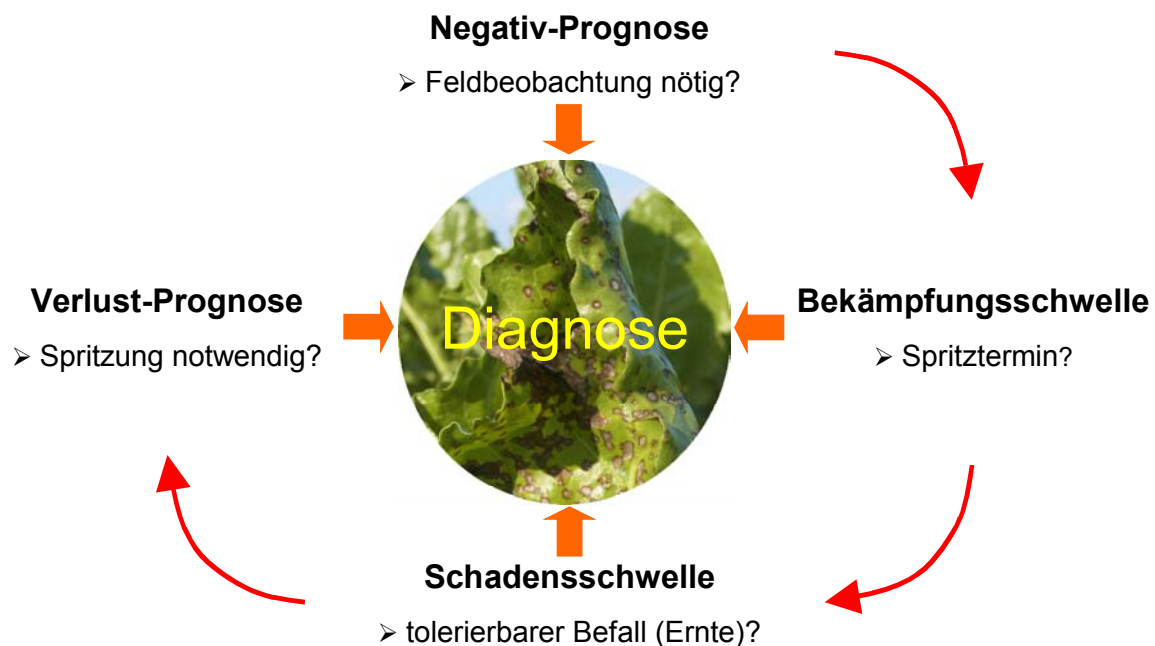 Negativ-Prognose
➢ Feldbeobachtung nötig?
Verlust-Prognose
➢ Spritzung notwendig?
Diagnose
Bekämpfungsschwelle
➢ Spritztermin?
Schadensschwelle
➢ tolerierbarer Befall (Ernte)?